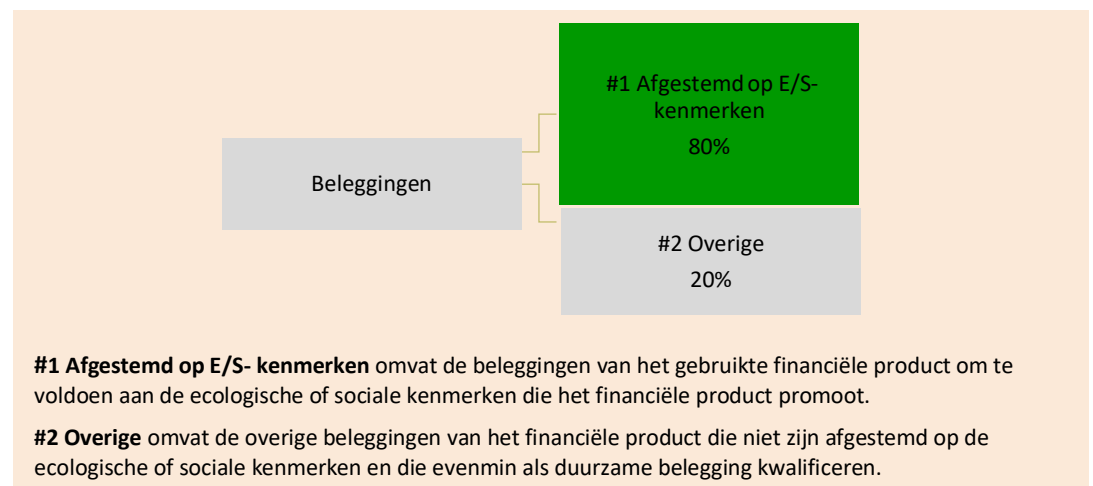 #1 Afgestemd op E/S-
kenmerken
80%
Beleggingen
#2 Overige
20%
#1 Afgestemd op E/S- kenmerken omvat de beleggingen van het gebruikte financiële product om te
voldoen aan de ecologische of sociale kenmerken die het financiële product promoot.
#2 Overige omvat de overige beleggingen van het financiële product die niet zijn afgestemd op de
ecologische of sociale kenmerken en die evenmin als duurzame belegging kwalificeren.